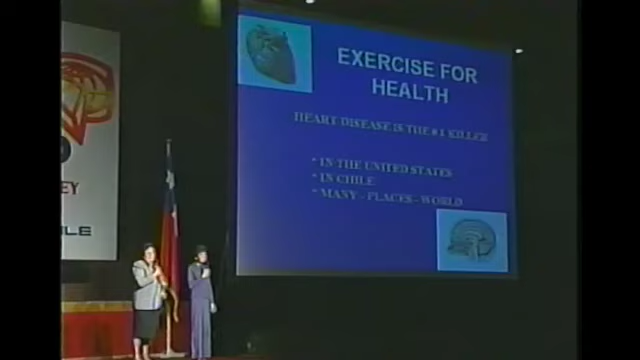 EXERCISE FOR
HEALTH
HEART DISEASE IS THE #1 KILLER
* IN THE UNITED STATES
* IN CHILE
* MANY - PLACES - WORLD
EY
ILE